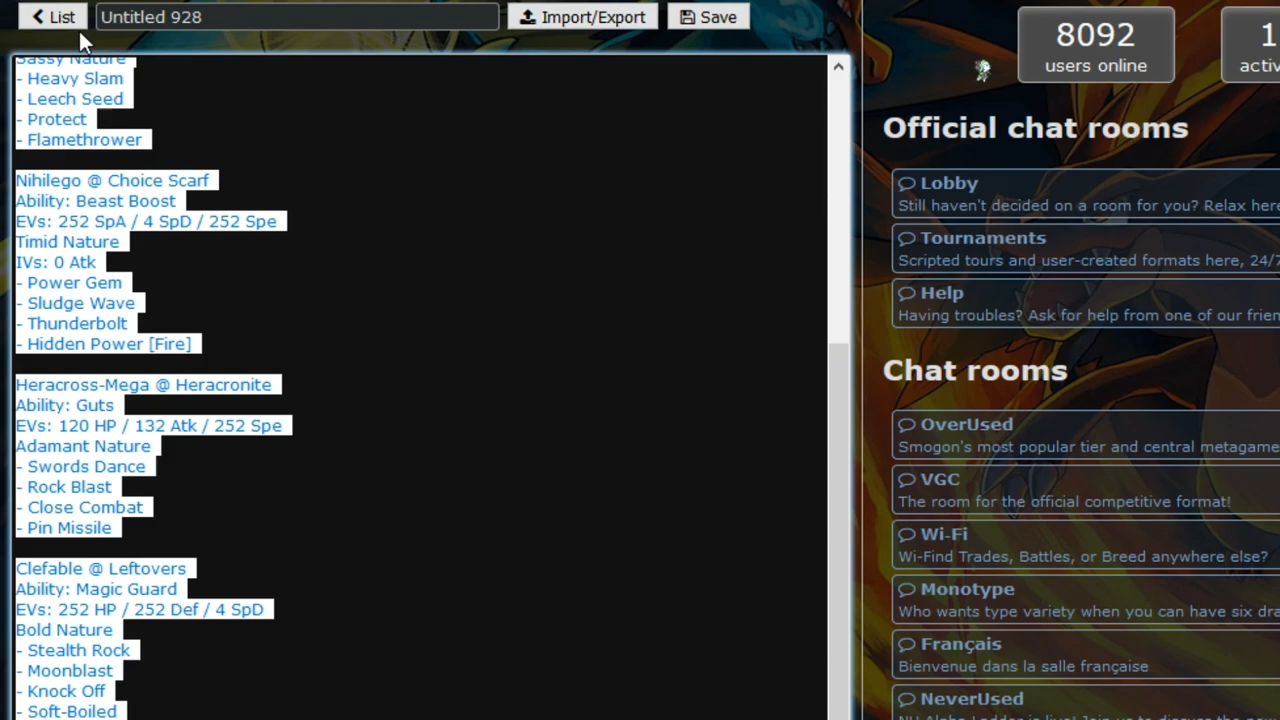 List
Untitled 928
Import/Export
Save
Sassy Nature
- Heavy Slam
- Leech Seed
- Protect
- Flamethrower
Nihilego @ Choice Scarf
Ability: Beast Boost
EVs: 252 SpA / 4 SpD / 252 Spe
Timid Nature
IVs: 0 Atk
- Power Gem
- Sludge Wave
- Thunderbolt
- Hidden Power [Fire]
Heracross-Mega @ Heracronite
Ability: Guts
EVs: 120 HP / 132 Atk / 252 Spe
Adamant Nature
- Swords Dance
- Rock Blast
- Close Combat
- Pin Missile
Clefable @ Leftovers
Ability: Magic Guard
EVs: 252 HP / 252 Def / 4 SpD
Bold Nature
- Stealth Rock
- Moonblast
- Knock Off
- Soft-Boiled
8092
users online
1
activ
Official chat rooms
Lobby
Still haven't decided on a room for you? Relax here
Tournaments
Scripted tours and user-created formats here, 24/7
Help
Having troubles? Ask for help from one of our frien
Chat rooms
OverUsed
Smogon's most popular tier and central metagame
VGC
The room for the official competitive format!
Wi-Fi
Wi-Find Trades, Battles, or Breed anywhere else?
Monotype
Who wants type variety when you can have six dra
Français
Bienvenue dans la salle française
NeverUsed